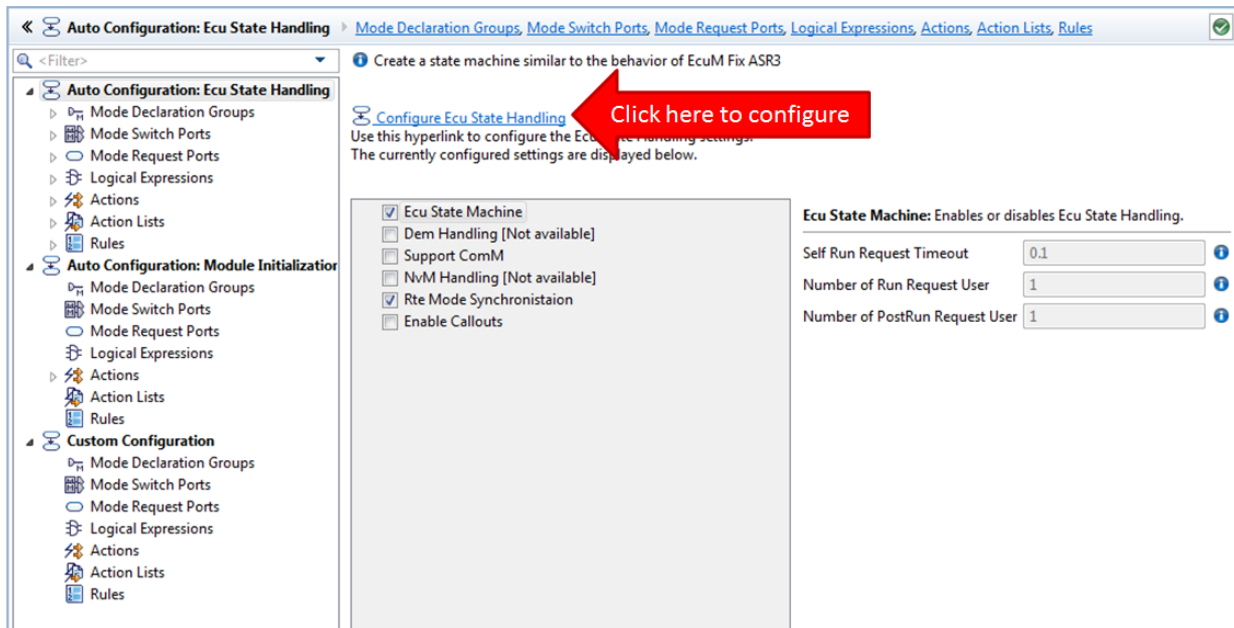 Auto Configuration: Ecu State Handling Mode Declaration Groups, Mode Switch Ports, Mode Request Ports, Logical Expressions, Actions, Action Lists, Rules
<Filter>
Auto Configuration: Ecu State Handling
Mode Declaration Groups
Mode Switch Ports
Mode Request Ports
Logical Expressions
Actions
Action Lists
Rules
Auto Configuration: Module Initialization
Mode Declaration Groups
Mode Switch Ports
Mode Request Ports
Logical Expressions
Actions
Action Lists
Rules
Custom Configuration
Mode Declaration Groups
Mode Switch Ports
Mode Request Ports
Logical Expressions
Actions
Action Lists
Rules
Create a state machine similar to the behavior of EcuM Fix ASR3
Configure Ecu State Handling
Click here to configure
Use this hyperlink to configure the Ecu State Handling settings.
The currently configured settings are displayed below.
Ecu State Machine
Dem Handling [Not available]
Support ComM
NvM Handling [Not available]
Rte Mode Synchronistaion
Enable Callouts
Ecu State Machine: Enables or disables Ecu State Handling.
Self Run Request Timeout 0.1
Number of Run Request User 1
Number of PostRun Request User 1